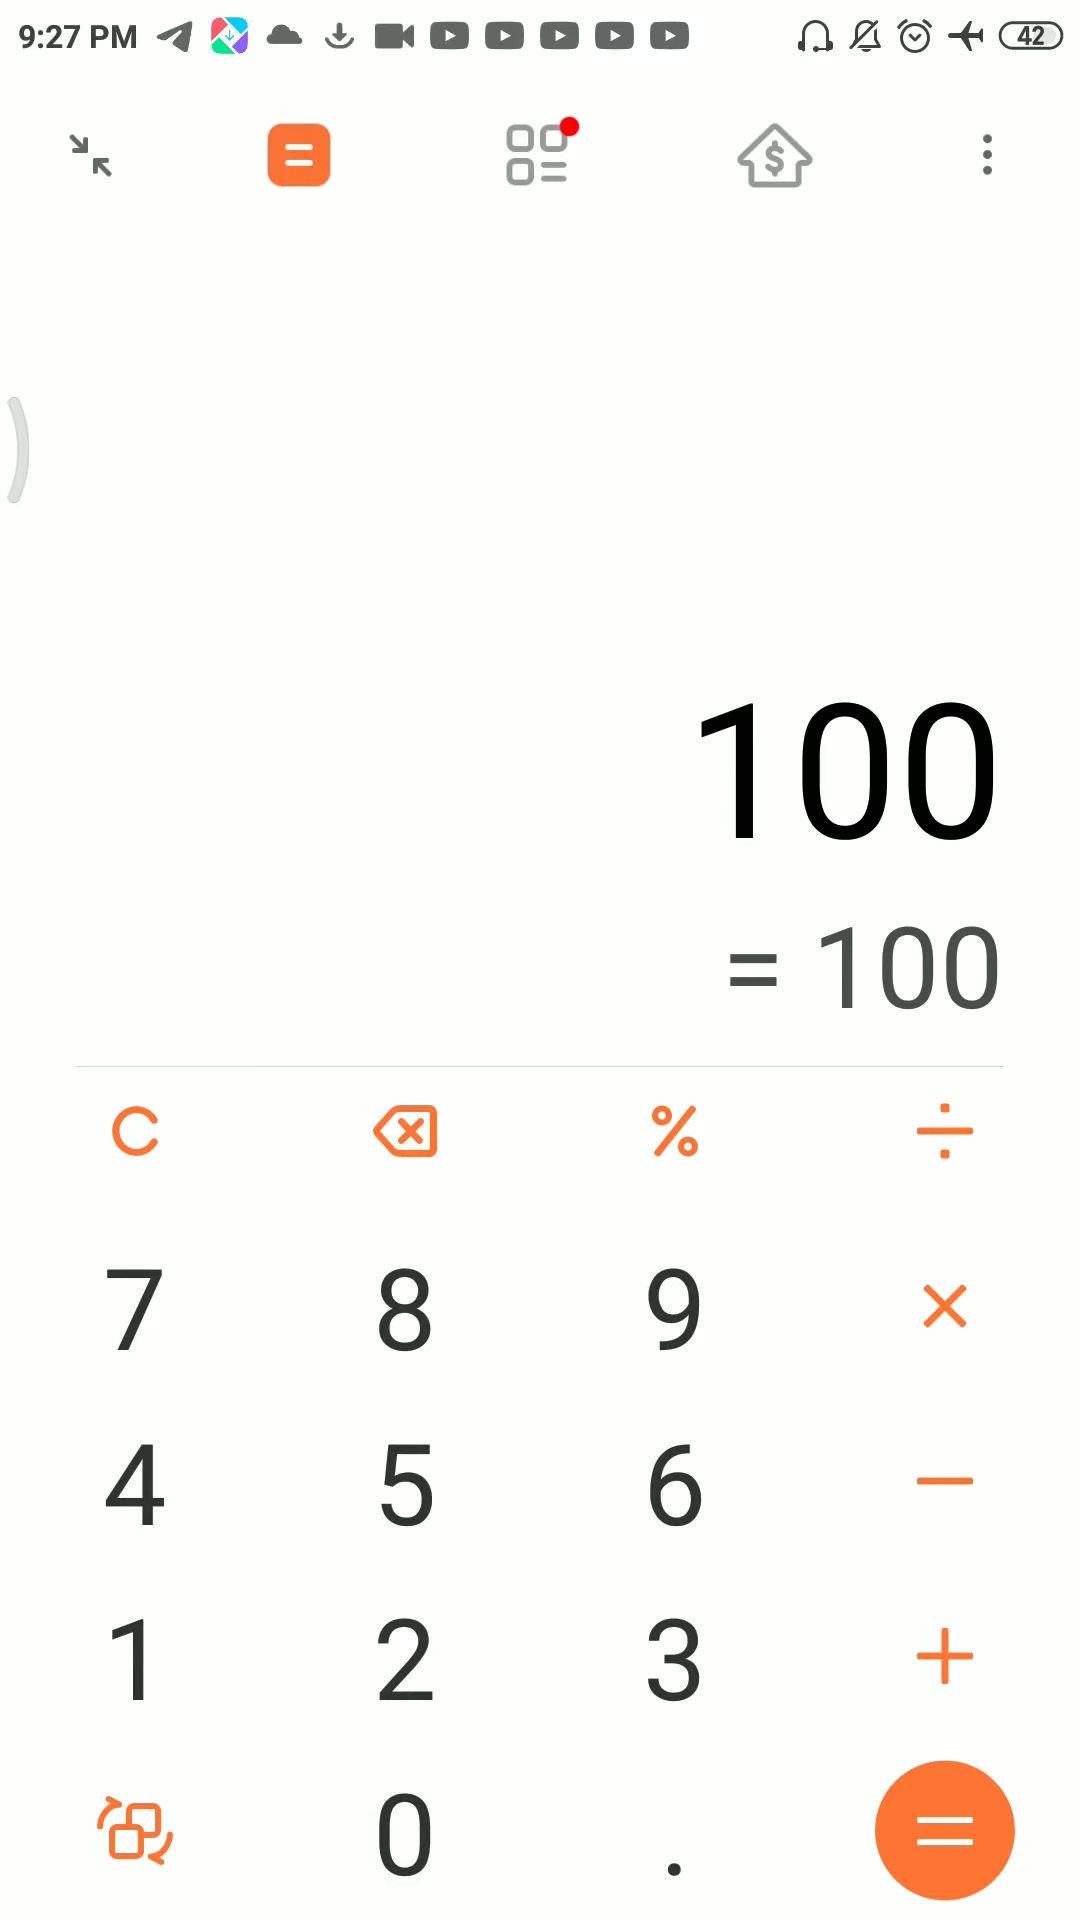 9:27 PM 42
100
= 100
C % ÷
7 8 9 ×
4 5 6 −
1 2 3 +
0 . =